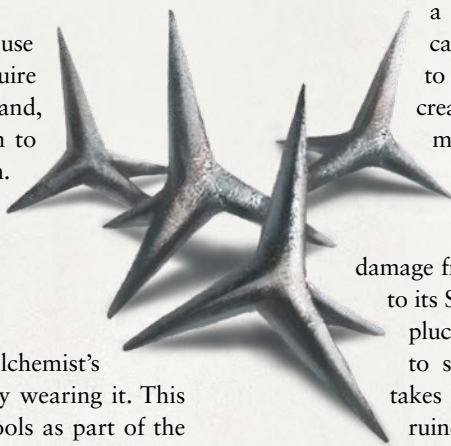 use
uire
and,
n to
n.
lchemist's
y wearing it. This
ools as part of the
a
ca
to
crea
m
damage fr
to its S
pluc
to s
takes
ruine